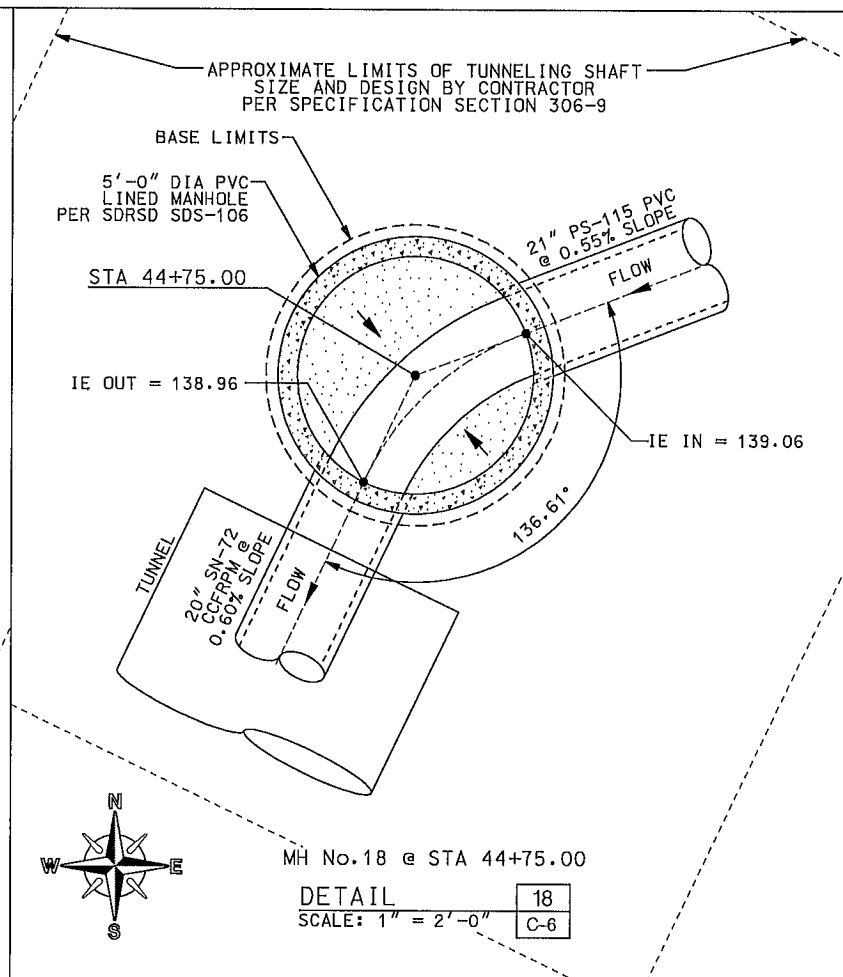 APPROXIMATE LIMITS OF TUNNELING SHAFT
SIZE AND DESIGN BY CONTRACTOR
PER SPECIFICATION SECTION 306-9
BASE LIMITS
5'-0" DIA PVC
LINED MANHOLE
PER SDRSD SDS-106
21" PS-115 PVC
@ 0.55% SLOPE
FLOW
STA 44+75.00
IE OUT = 138.96
IE IN = 139.06
136.61°
TUNNEL
20" SN-72
CCFRPM @
0.60% SLOPE
FLOW
N
W
E
S
MH No.18 @ STA 44+75.00
DETAIL
18
SCALE: 1" = 2'-0"
C-6